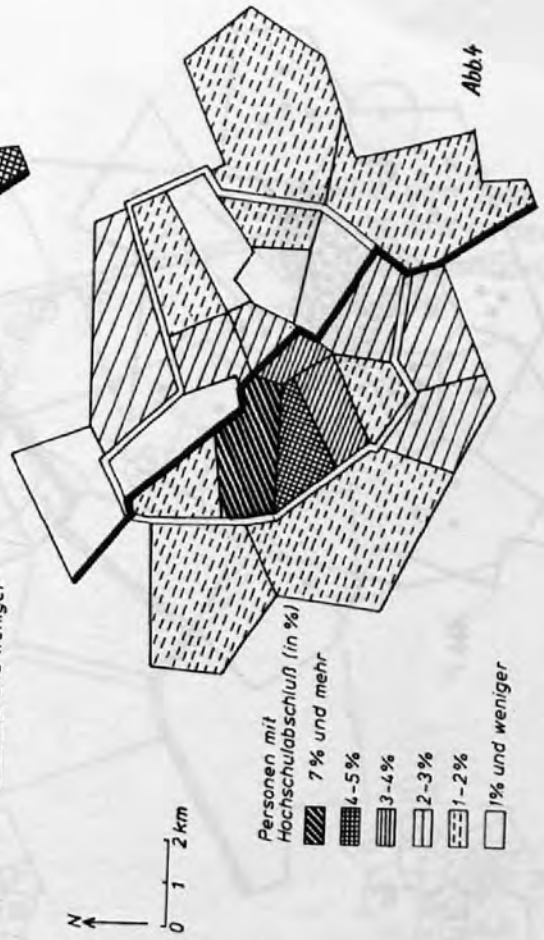 weniger
N
0 1 2 km
Personen mit
Hochschulabschluß (in %)
7% und mehr
4-5%
3-4%
2-3%
1-2%
1% und weniger
Abb.4